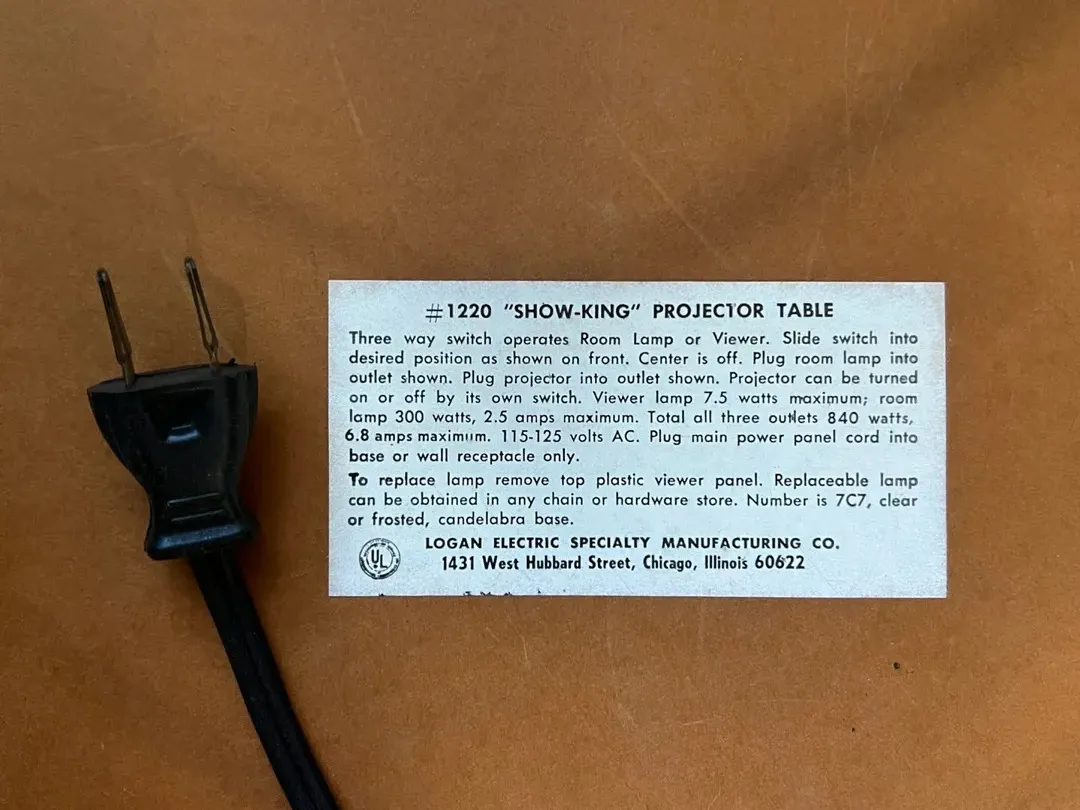 #1220 "SHOW-KING" PROJECTOR TABLE
Three way switch operates Room Lamp or Viewer. Slide switch into
desired position as shown on front. Center is off. Plug room lamp into
outlet shown. Plug projector into outlet shown. Projector can be turned
on or off by its own switch. Viewer lamp 7.5 watts maximum; room
lamp 300 watts, 2.5 amps maximum. Total all three outlets 840 watts,
6.8 amps maximum. 115-125 volts AC. Plug main power panel cord into
base or wall receptacle only.
To replace lamp remove top plastic viewer panel. Replaceable lamp
can be obtained in any chain or hardware store. Number is 7C7, clear
or frosted, candelabra base.
UL
LOGAN ELECTRIC SPECIALTY MANUFACTURING CO.
1431 West Hubbard Street, Chicago, Illinois 60622